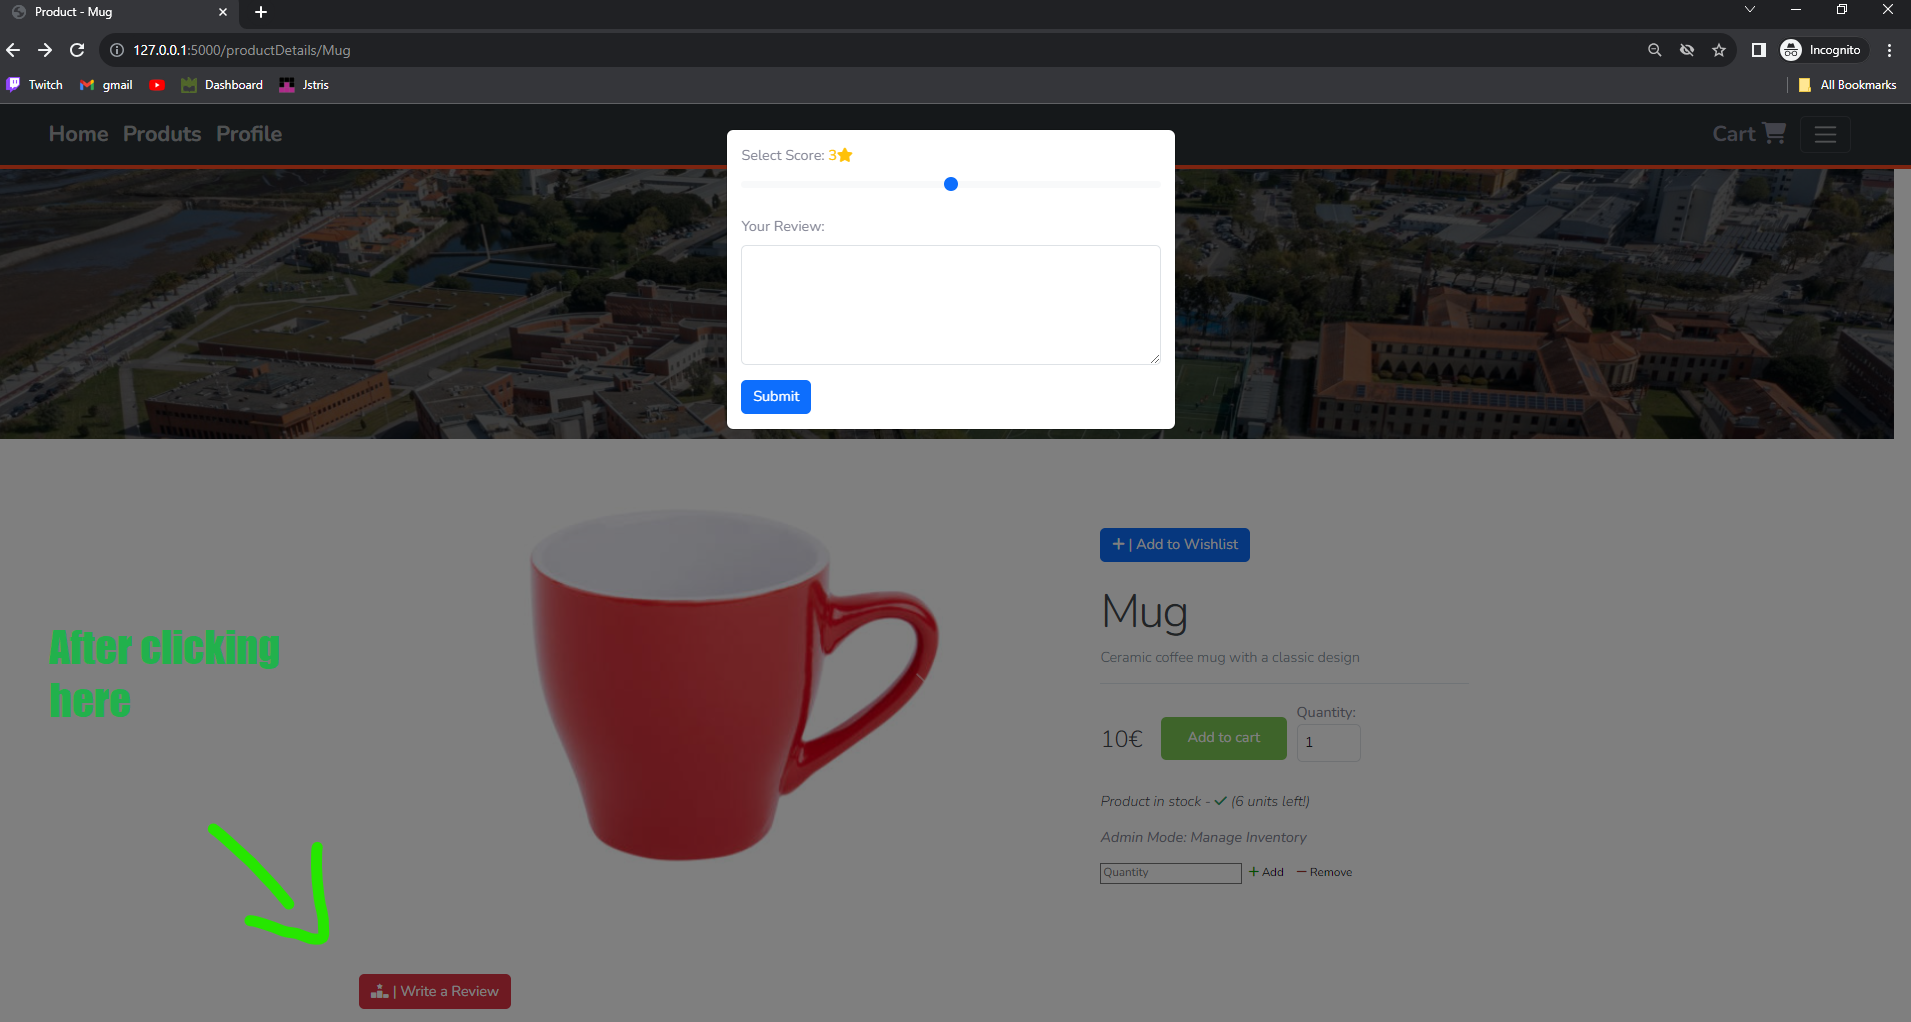 Product - Mug
127.0.0.1:5000/productDetails/Mug
Incognito
Twitch gmail Dashboard Jstris All Bookmarks
Home Produts Profile Cart
Select Score: 3
Your Review:
Submit
+ | Add to Wishlist
Mug
Ceramic coffee mug with a classic design
Quantity:
10€ Add to cart 1
Product in stock - ✓ (6 units left!)
Admin Mode: Manage Inventory
Quantity + Add − Remove
After clicking
here
| Write a Review